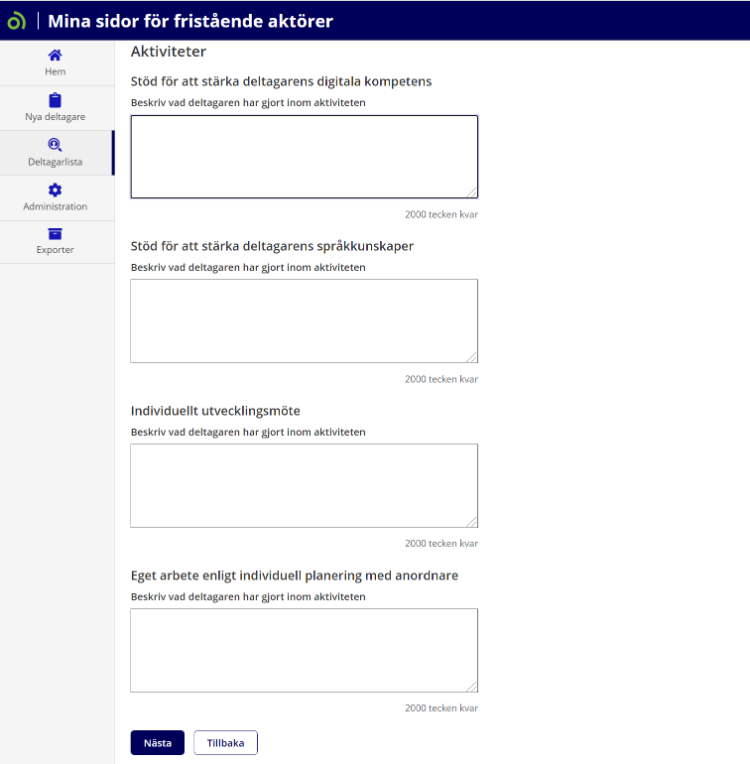 Mina sidor för fristående aktörer
Hem
Nya deltagare
Deltagarlista
Administration
Exporter
Aktiviteter
Stöd för att stärka deltagarens digitala kompetens
Beskriv vad deltagaren har gjort inom aktiviteten
2000 tecken kvar
Stöd för att stärka deltagarens språkkunskaper
Beskriv vad deltagaren har gjort inom aktiviteten
2000 tecken kvar
Individuellt utvecklingsmöte
Beskriv vad deltagaren har gjort inom aktiviteten
2000 tecken kvar
Eget arbete enligt individuell planering med anordnare
Beskriv vad deltagaren har gjort inom aktiviteten
2000 tecken kvar
Nästa Tillbaka